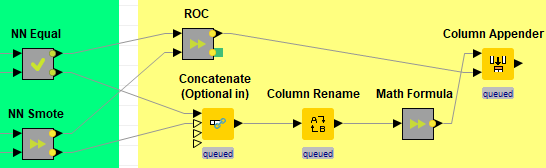 ROC
NN Equal
Column Appender
Concatenate
(Optional in)
Column Rename
Math Formula
queued
NN Smote
A
B
queued
queued